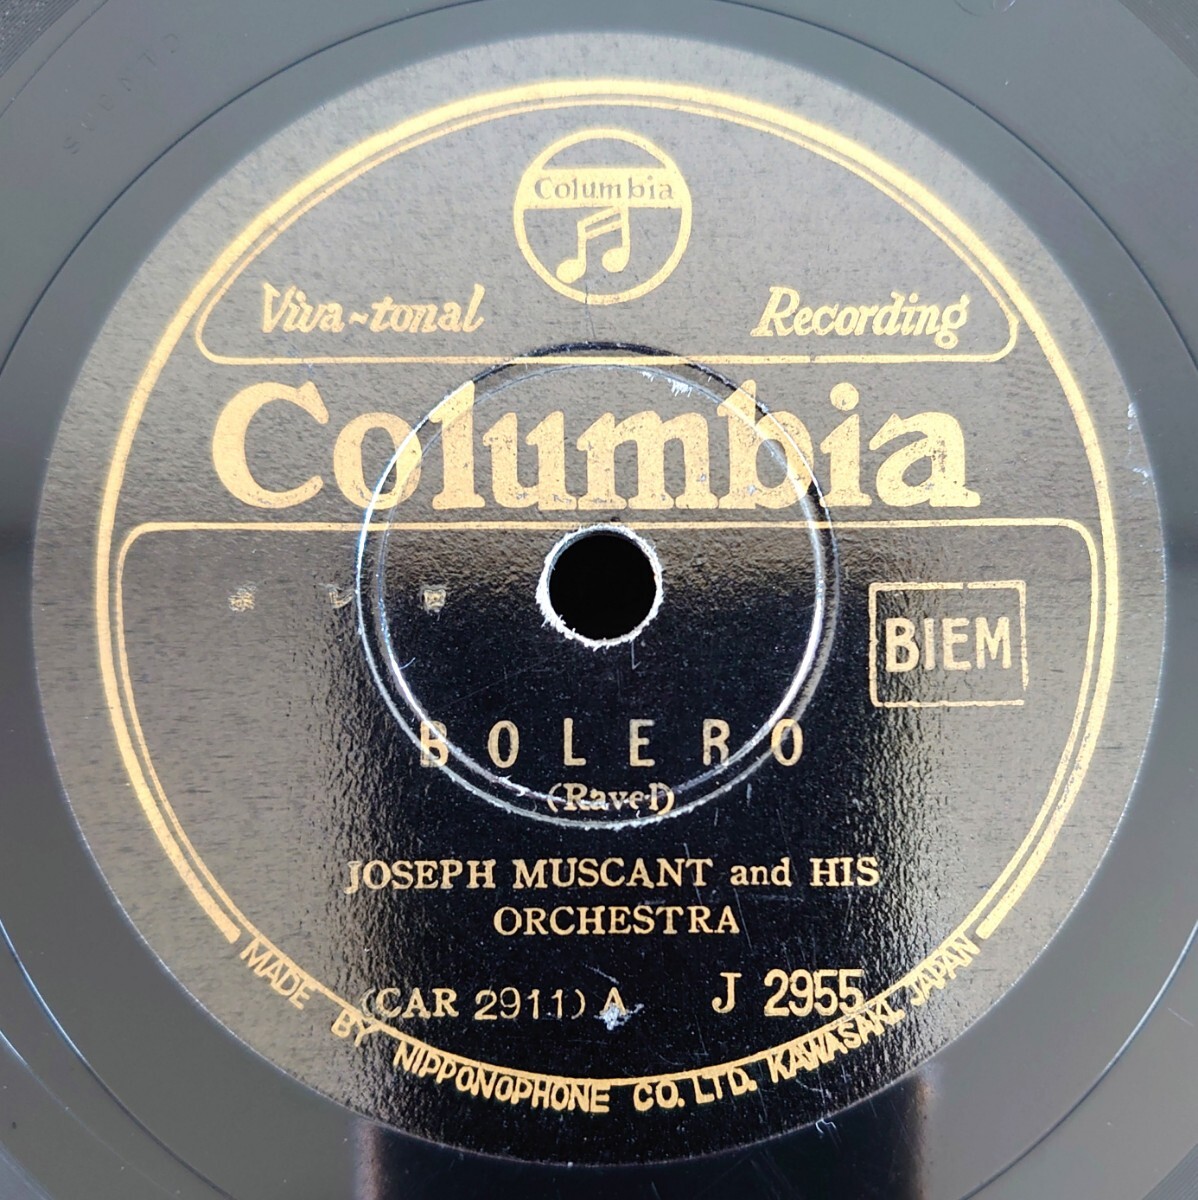 Columbia
Viva-tonal Recording
Columbia
BIEM
BOLERO
(Ravel)
JOSEPH MUSCANT and HIS
ORCHESTRA
(CAR 2911) A J 2955
MADE BY NIPPONOPHONE CO. LTD. KAWASAKI, JAPAN